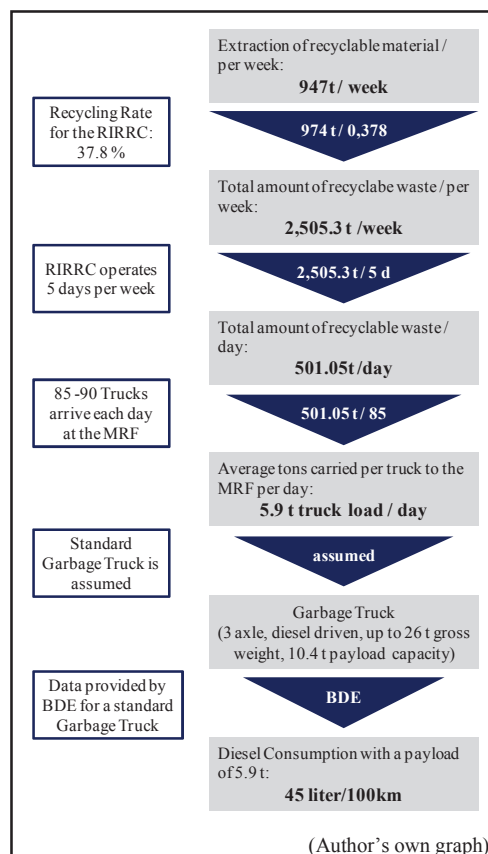 Extraction of recyclable material /
per week:
947t / week
Recycling Rate
for the RIRRC:
37.8 %
974 t / 0,378
Total amount of recyclabe waste / per
week:
2,505.3 t /week
RIRRC operates
5 days per week
2,505.3t / 5 d
Total amount of recyclable waste /
day:
501.05t/day
85 -90 Trucks
arrive each day
at the MRF
501.05t / 85
Average tons carried per truck to the
MRF per day:
5.9 t truck load / day
Standard
Garbage Truck is
assumed
assumed
Garbage Truck
(3 axle, diesel driven, up to 26 t gross
weight, 10.4 t payload capacity)
Data provided by
BDE for a standard
Garbage Truck
BDE
Diesel Consumption with a payload
of 5.9 t:
45 liter/100km
(Author's own graph)